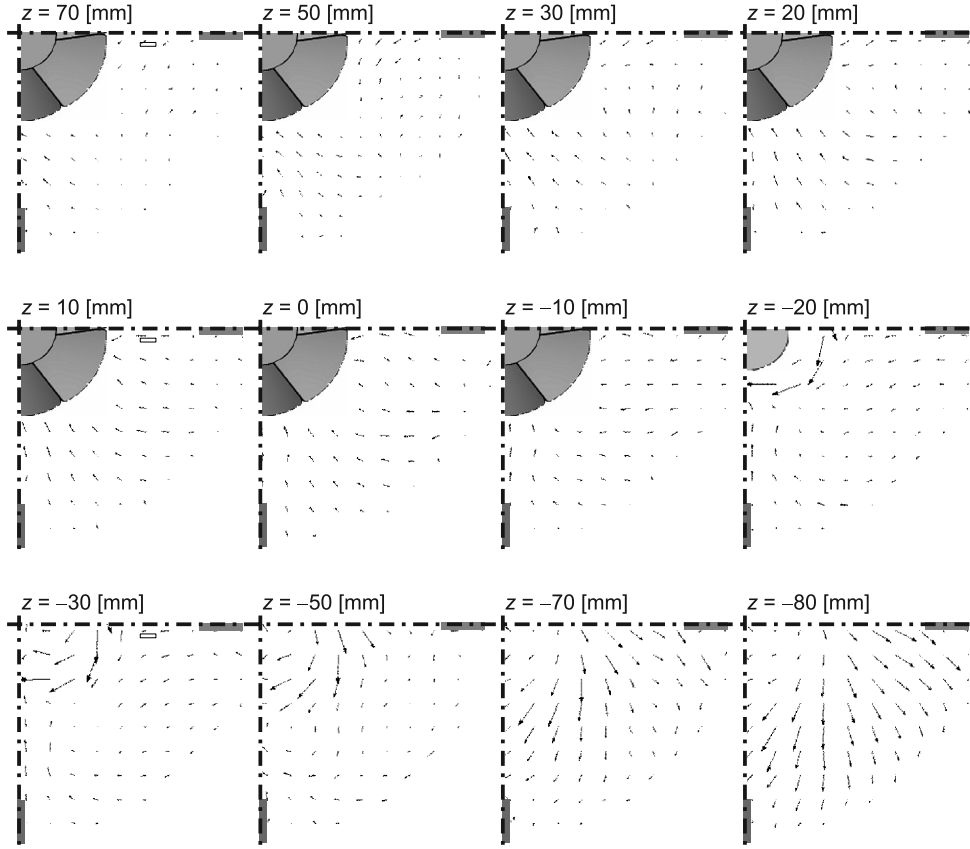 z = 70 [mm]
z = 50 [mm]
z = 30 [mm]
z = 20 [mm]
z = 10 [mm]
z = 0 [mm]
z = –10 [mm]
z = –20 [mm]
z = –30 [mm]
z = –50 [mm]
z = –70 [mm]
z = –80 [mm]